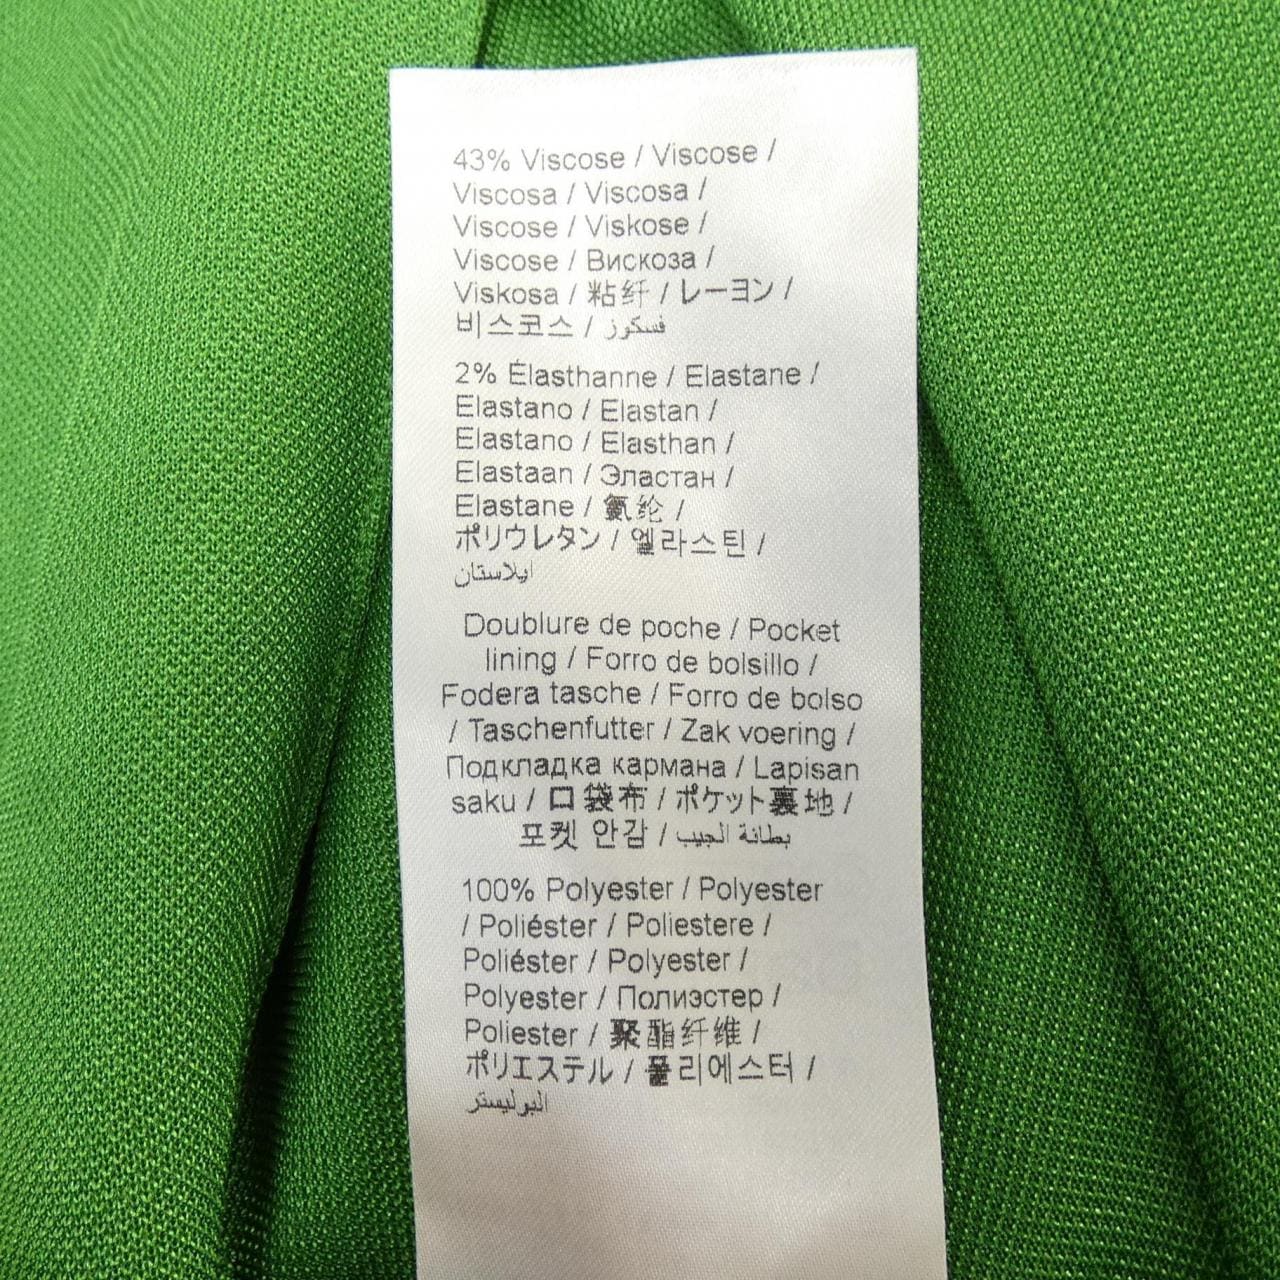 43% Viscose / Viscose /
Viscosa / Viscosa /
Viscose / Viskose /
Viscose / Вискоза /
Viskosa / 粘纤 / レーヨン /
비스코스 / فسكوز
2% Élasthanne / Elastane /
Elastano / Elastan /
Elastano / Elasthan /
Elastaan / Эластан /
Elastane / 氨纶 /
ポリウレタン / 엘라스틴 /
ايلاستان
Doublure de poche / Pocket
lining / Forro de bolsillo /
Fodera tasche / Forro de bolso
/ Taschenfutter / Zak voering /
Подкладка кармана / Lapisan
saku / 口袋布 / ポケット裏地 /
포켓 안감 / بطانة الجيب
100% Polyester / Polyester
/ Poliéster / Poliestere /
Poliéster / Polyester /
Polyester / Полиэстер /
Poliester / 聚酯纤维 /
ポリエステル / 폴리에스터 /
البوليستر